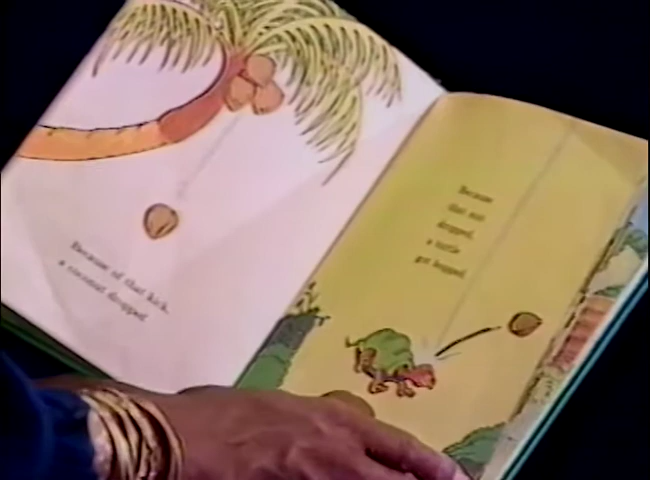 Because of that kick,
a coconut dropped.
Because
that nut
dropped,
a turtle
got bopped.